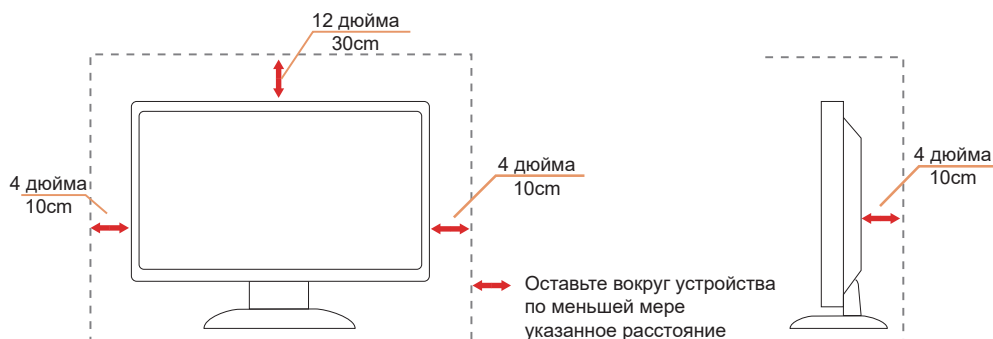 12 дюйма
30cm
4 дюйма
10cm
4 дюйма
10cm
4 дюйма
10cm
Оставьте вокруг устройства
по меньшей мере
указанное расстояние